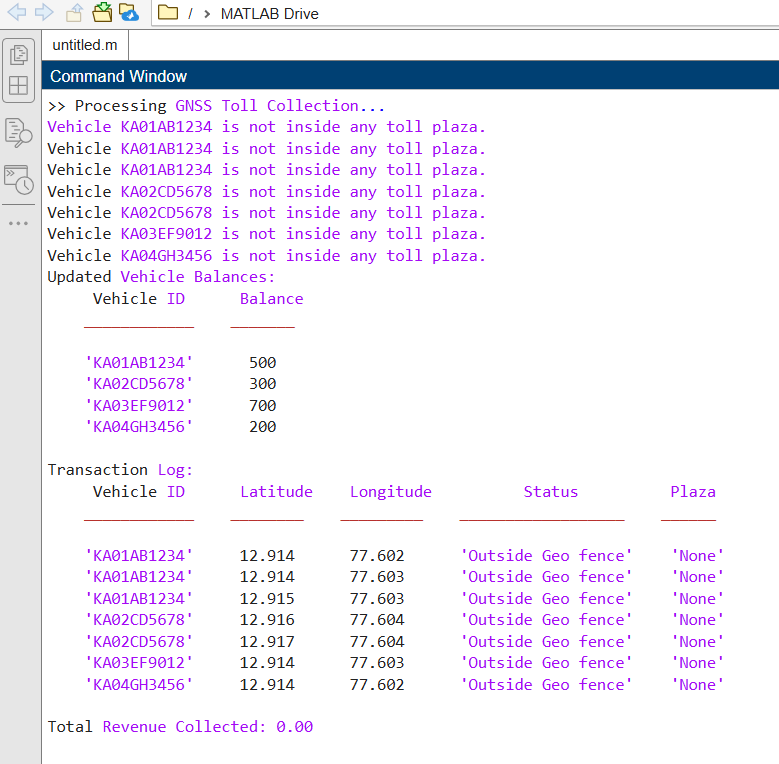 / > MATLAB Drive
untitled.m
Command Window
>> Processing GNSS Toll Collection...
Vehicle KA01AB1234 is not inside any toll plaza.
Vehicle KA01AB1234 is not inside any toll plaza.
Vehicle KA01AB1234 is not inside any toll plaza.
Vehicle KA02CD5678 is not inside any toll plaza.
Vehicle KA02CD5678 is not inside any toll plaza.
Vehicle KA03EF9012 is not inside any toll plaza.
Vehicle KA04GH3456 is not inside any toll plaza.
Updated Vehicle Balances:
Vehicle ID Balance
____________ _______
'KA01AB1234' 500
'KA02CD5678' 300
'KA03EF9012' 700
'KA04GH3456' 200
Transaction Log:
Vehicle ID Latitude Longitude Status Plaza
____________ ________ _________ __________________ ______
'KA01AB1234' 12.914 77.602 'Outside Geo fence' 'None'
'KA01AB1234' 12.914 77.603 'Outside Geo fence' 'None'
'KA01AB1234' 12.915 77.603 'Outside Geo fence' 'None'
'KA02CD5678' 12.916 77.604 'Outside Geo fence' 'None'
'KA02CD5678' 12.917 77.604 'Outside Geo fence' 'None'
'KA03EF9012' 12.914 77.603 'Outside Geo fence' 'None'
'KA04GH3456' 12.914 77.602 'Outside Geo fence' 'None'
Total Revenue Collected: 0.00